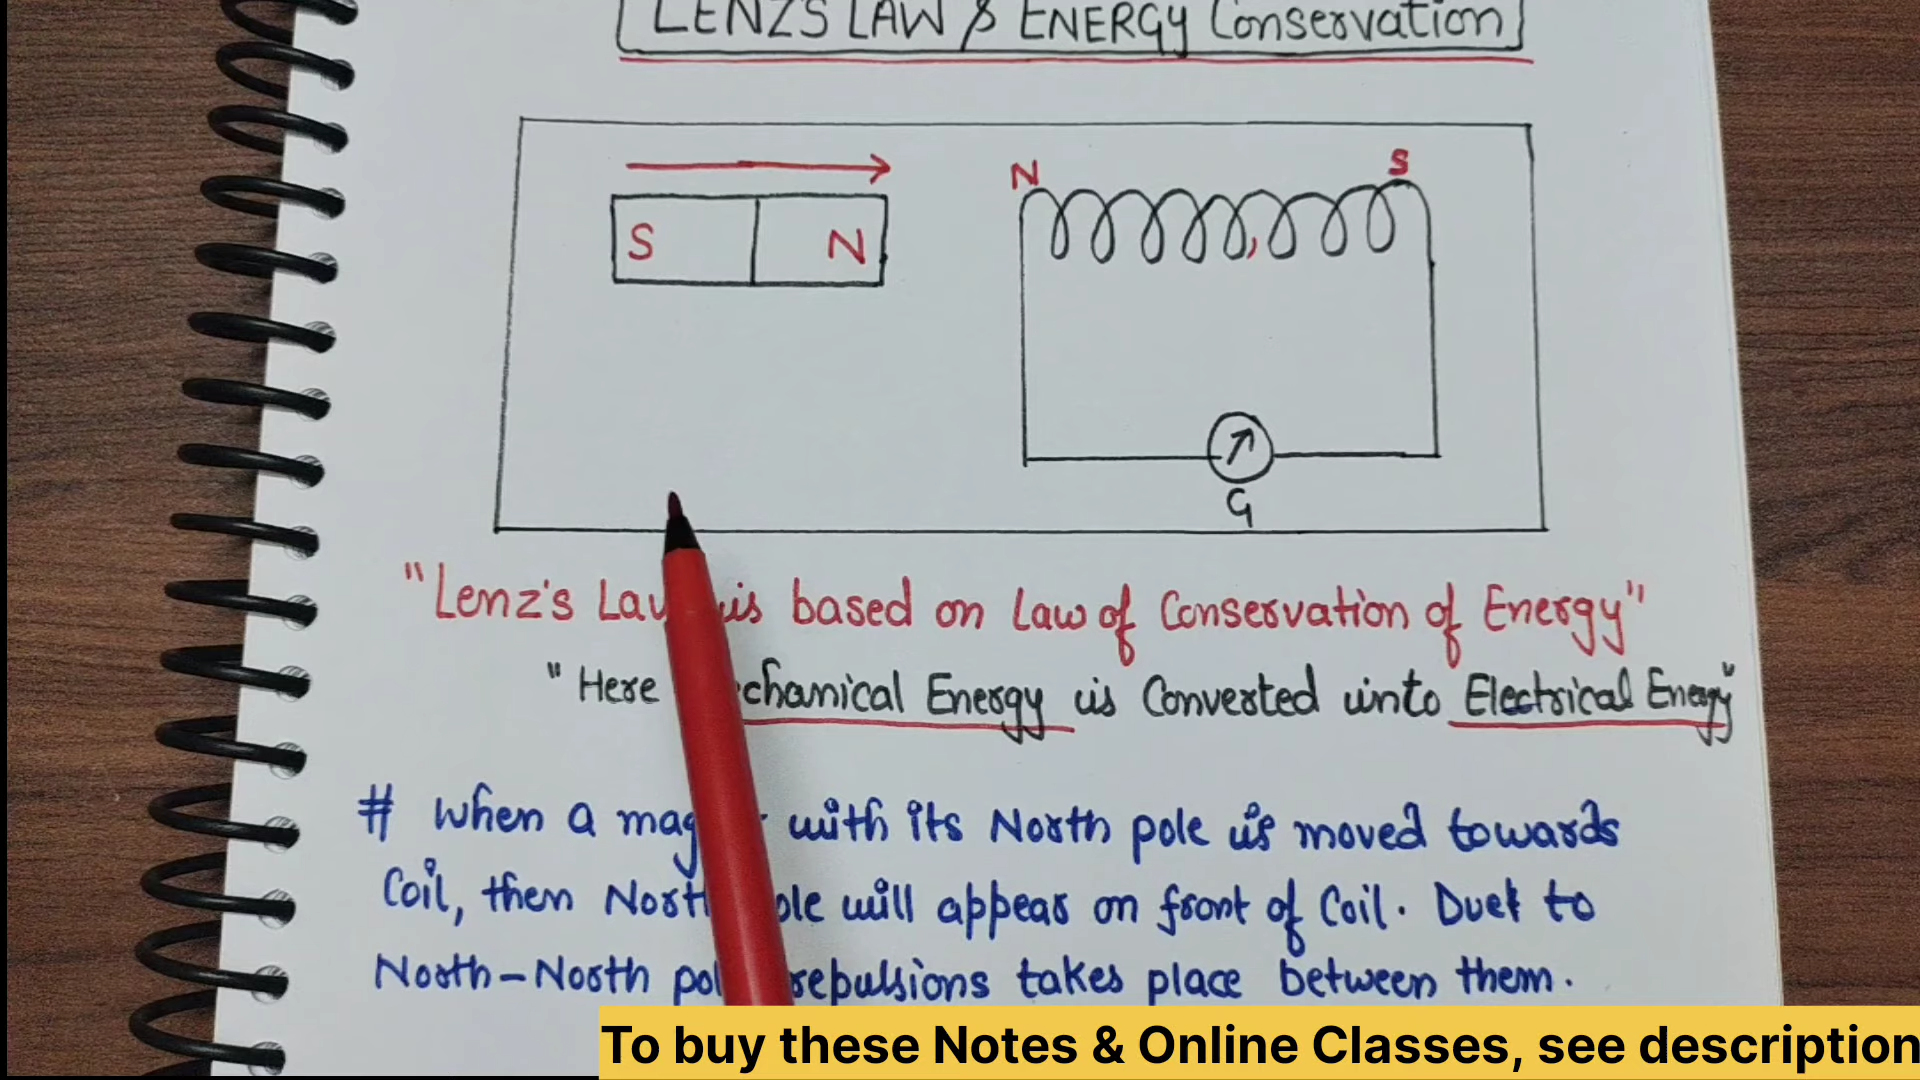 LENZ'S LAW & ENERGY Conservation
N S
S N
G
"Lenz's Law is based on Law of Conservation of Energy"
"Here chanical Energy is Converted into Electrical Energy"
# When a mag with its North pole is moved towards
Coil, then North ole will appear on front of Coil. Duet to
North-North pol repulsions takes place between them.
To buy these Notes & Online Classes, see description